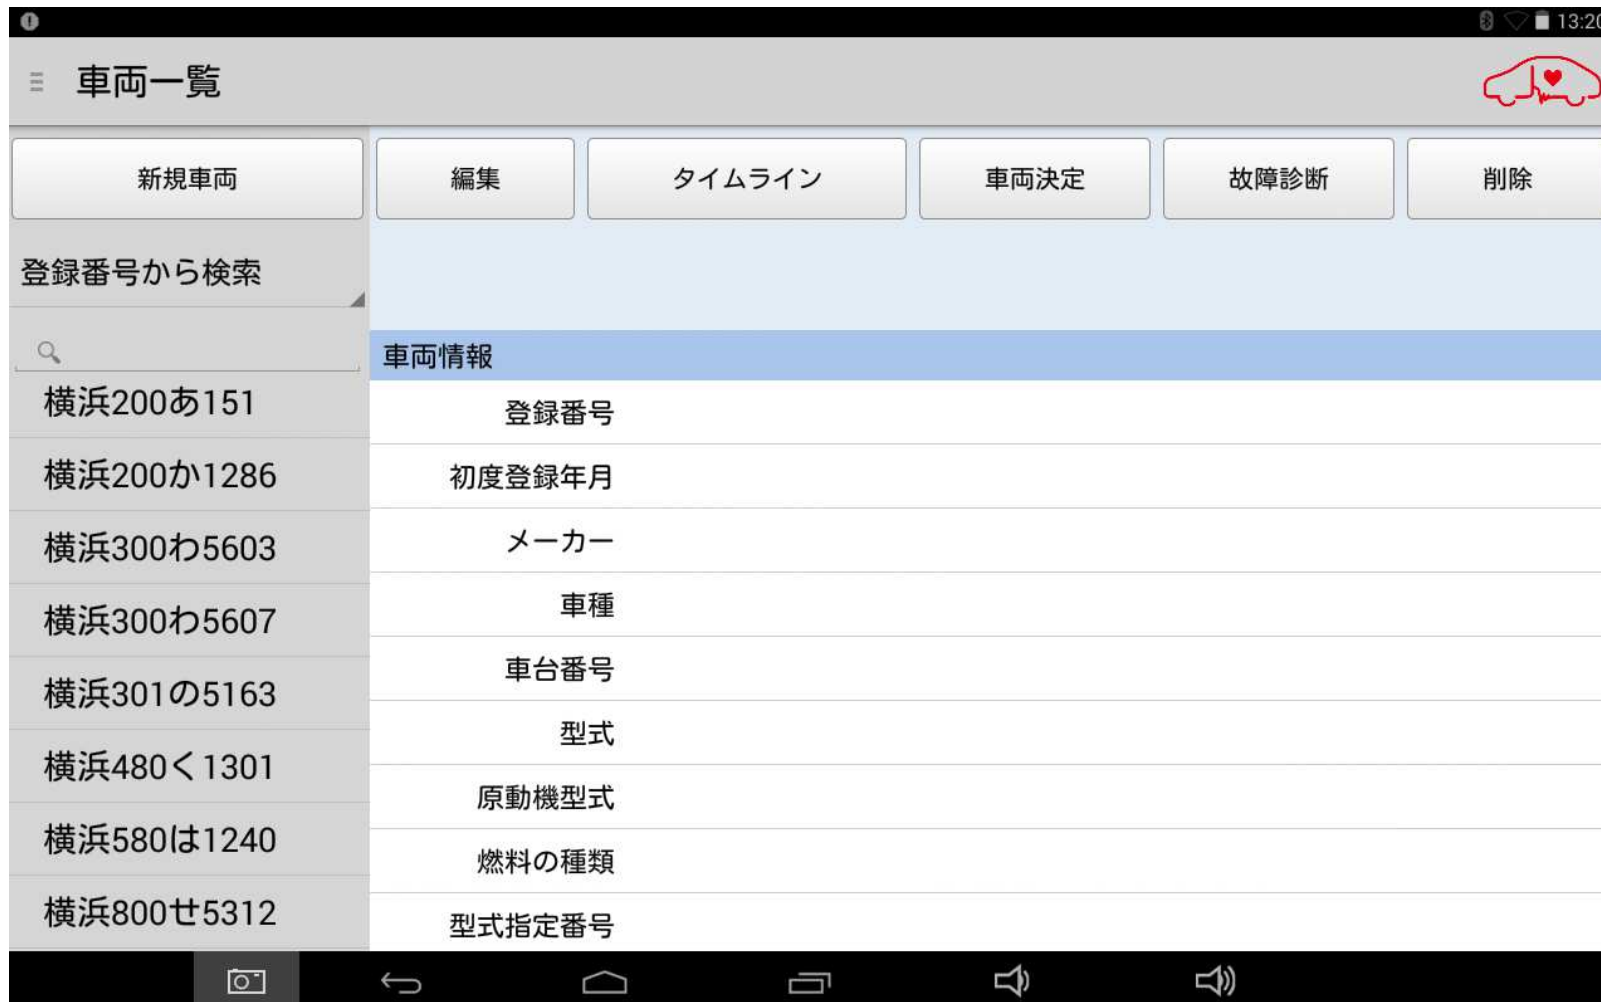 13:20
車両一覧
新規車両
編集
タイムライン
車両決定
故障診断
削除
登録番号から検索
横浜200あ151
横浜200か1286
横浜300わ5603
横浜300わ5607
横浜301の5163
横浜480く1301
横浜580は1240
横浜800せ5312
車両情報
登録番号
初度登録年月
メーカー
車種
車台番号
型式
原動機型式
燃料の種類
型式指定番号